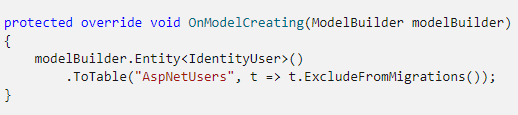 protected override void OnModelCreating(ModelBuilder modelBuilder)
{
    modelBuilder.Entity<IdentityUser>()
        .ToTable("AspNetUsers", t => t.ExcludeFromMigrations());
}